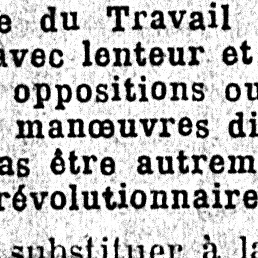 e du Travail
avec lenteur et
oppositions ou
manœuvres di
as être autrem
révolutionnaire
substituer à la